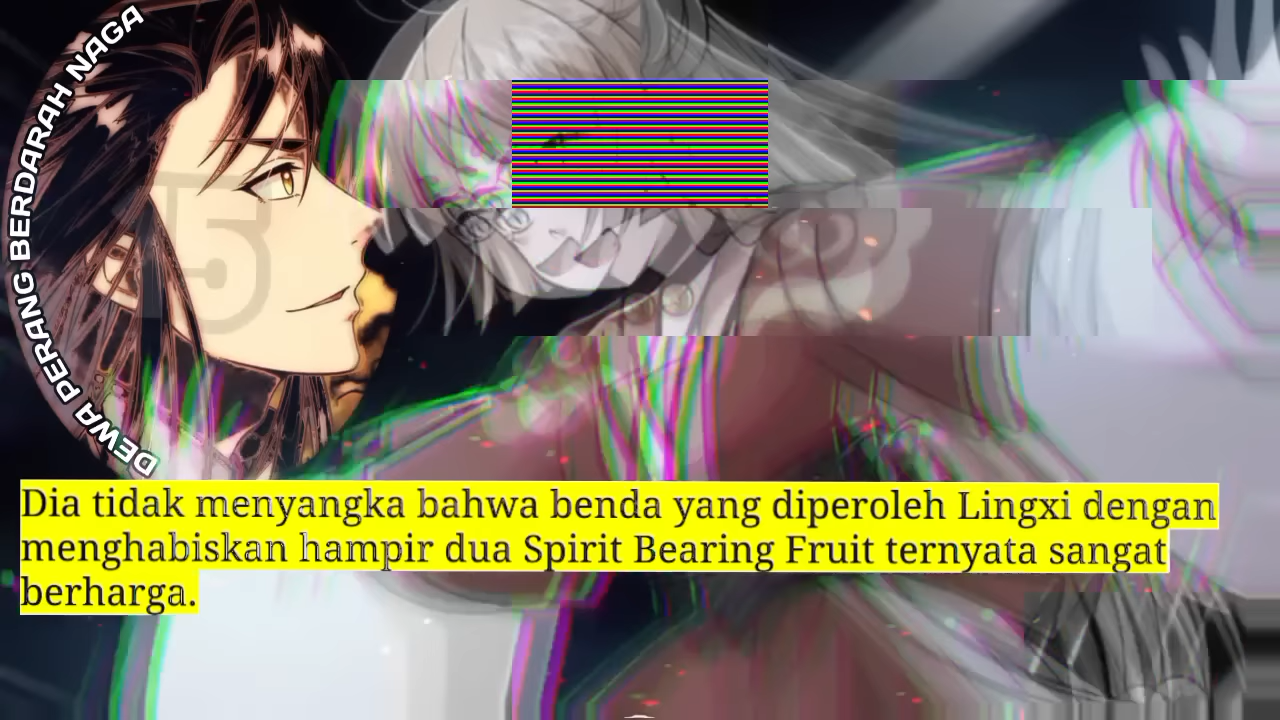 DEWA PERANG BERDARAH NAGA
5
Dia tidak menyangka bahwa benda yang diperoleh Lingxi dengan
menghabiskan hampir dua Spirit Bearing Fruit ternyata sangat
berharga.